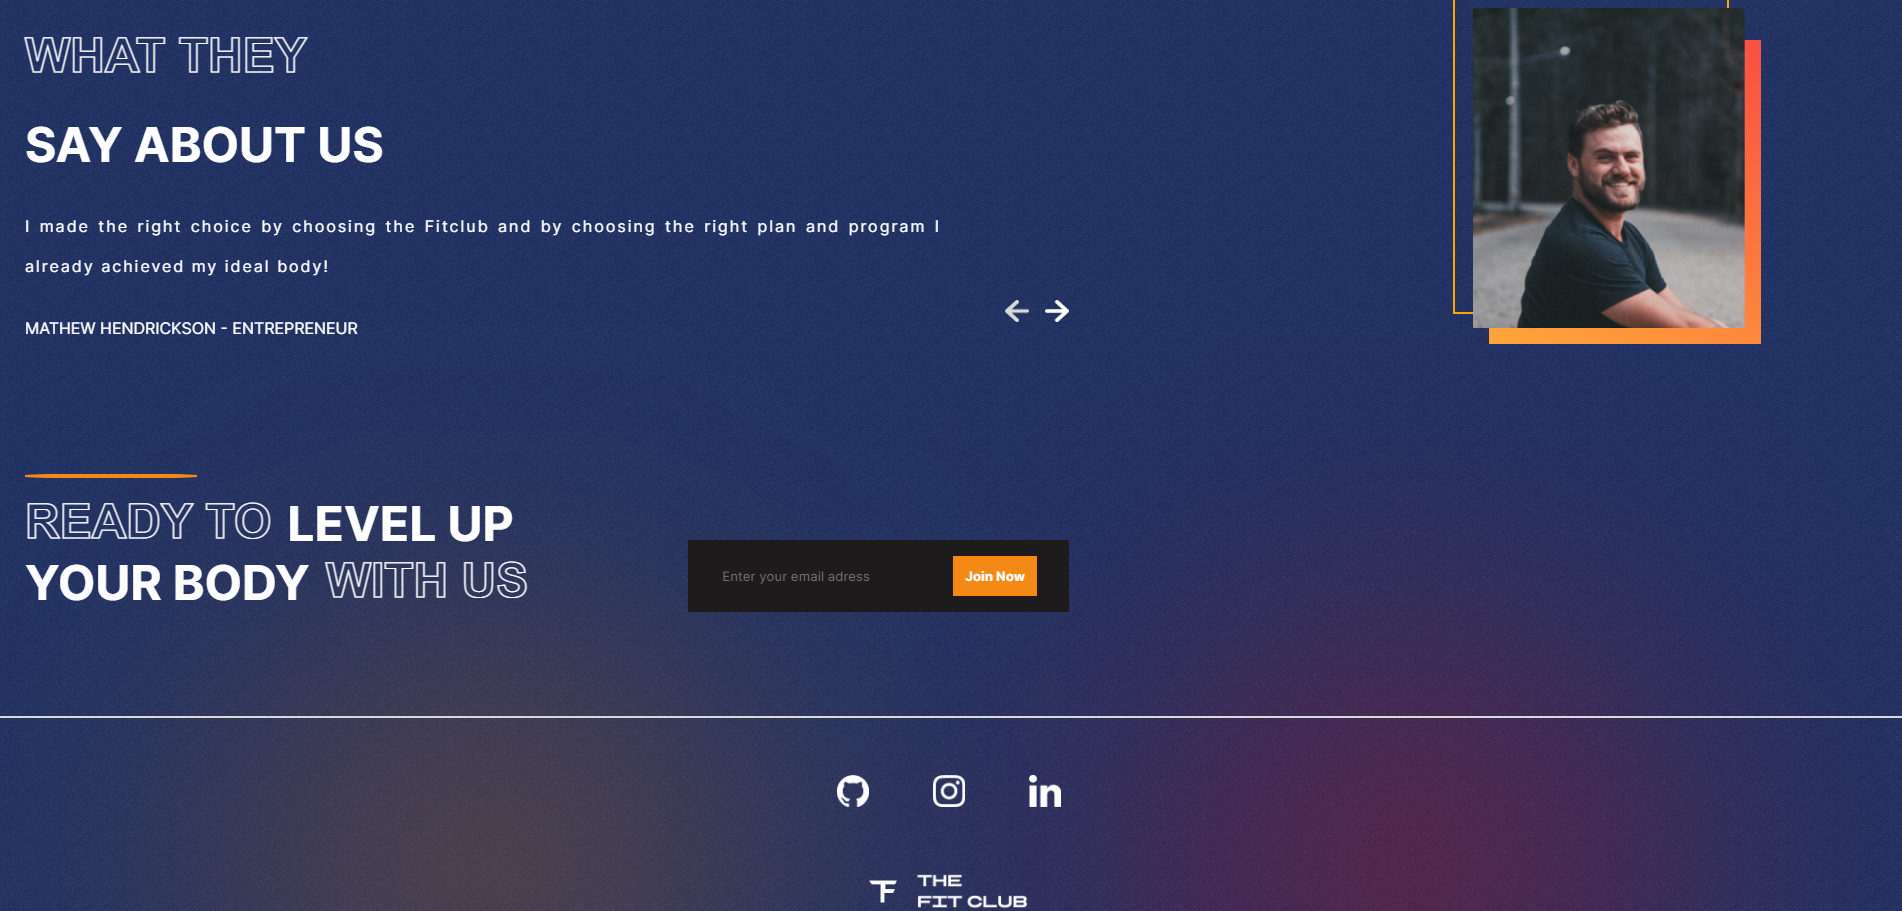 WHAT THEY
SAY ABOUT US
I made the right choice by choosing the Fitclub and by choosing the right plan and program I
already achieved my ideal body!
MATHEW HENDRICKSON - ENTREPRENEUR
READY TO LEVEL UP
YOUR BODY WITH US
Enter your email adress
Join Now
in
THE
FIT CLUB